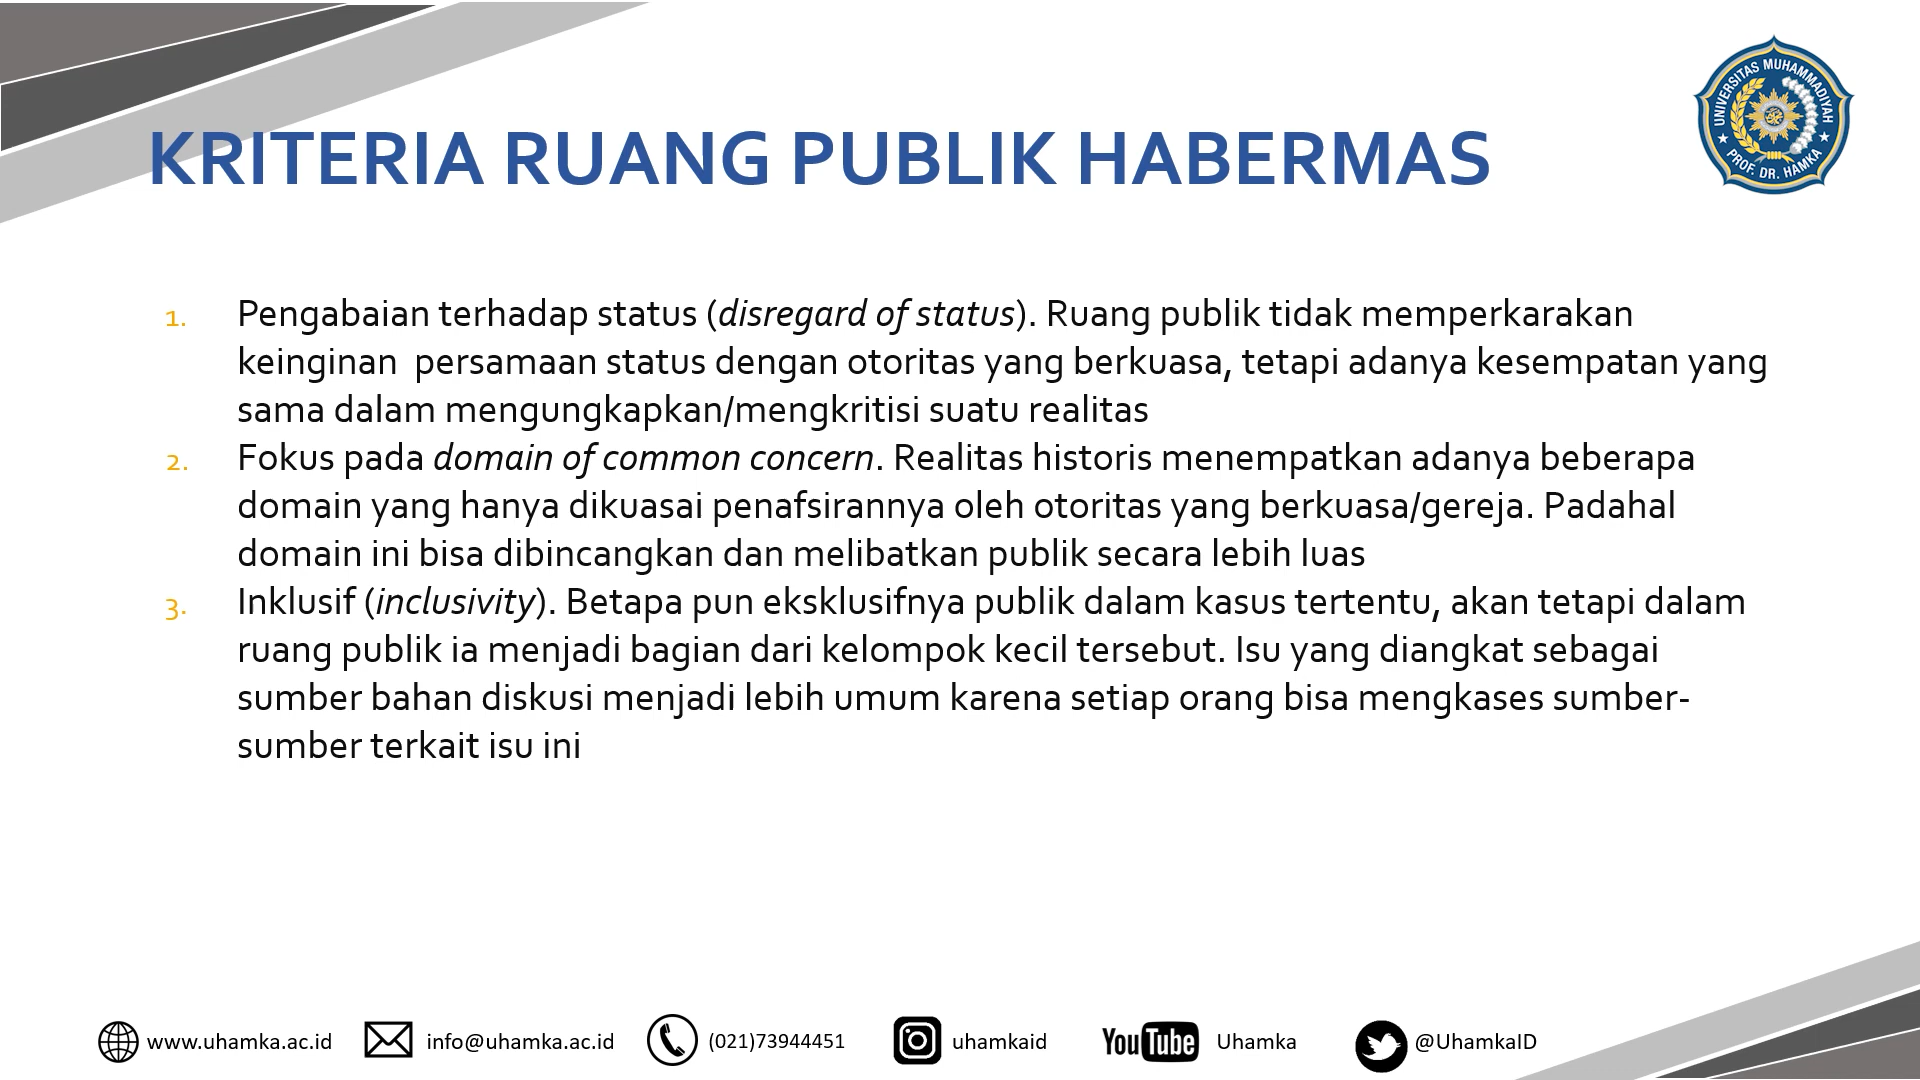 UNIVERSITAS MUHAMMADIYAH
PROF. DR. HAMKA
KRITERIA RUANG PUBLIK HABERMAS
1. Pengabaian terhadap status (disregard of status). Ruang publik tidak memperkarakan
keinginan  persamaan status dengan otoritas yang berkuasa, tetapi adanya kesempatan yang
sama dalam mengungkapkan/mengkritisi suatu realitas
2. Fokus pada domain of common concern. Realitas historis menempatkan adanya beberapa
domain yang hanya dikuasai penafsirannya oleh otoritas yang berkuasa/gereja. Padahal
domain ini bisa dibincangkan dan melibatkan publik secara lebih luas
3. Inklusif (inclusivity). Betapa pun eksklusifnya publik dalam kasus tertentu, akan tetapi dalam
ruang publik ia menjadi bagian dari kelompok kecil tersebut. Isu yang diangkat sebagai
sumber bahan diskusi menjadi lebih umum karena setiap orang bisa mengkases sumber-
sumber terkait isu ini
www.uhamka.ac.id info@uhamka.ac.id (021)73944451 uhamkaid YouTube Uhamka @UhamkaID